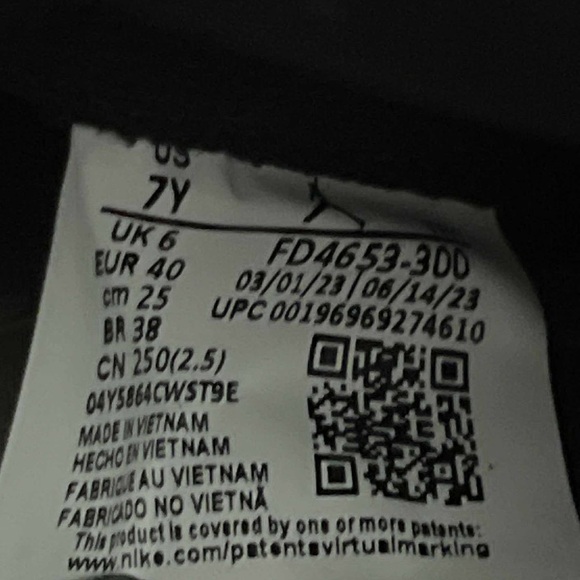 US
7Y
UK 6
EUR 40
cm 25
BR 38
CN 250(2.5)
04Y5864CWST9E
FD4653-300
03/01/23 | 06/14/23
UPC 00196969274610
MADE IN VIETNAM
HECHO EN VIETNAM
FABRIQUÉ AU VIETNAM
FABRICADO NO VIETNÃ
This product is covered by one or more patents:
www.nike.com/patentsvirtualmarking